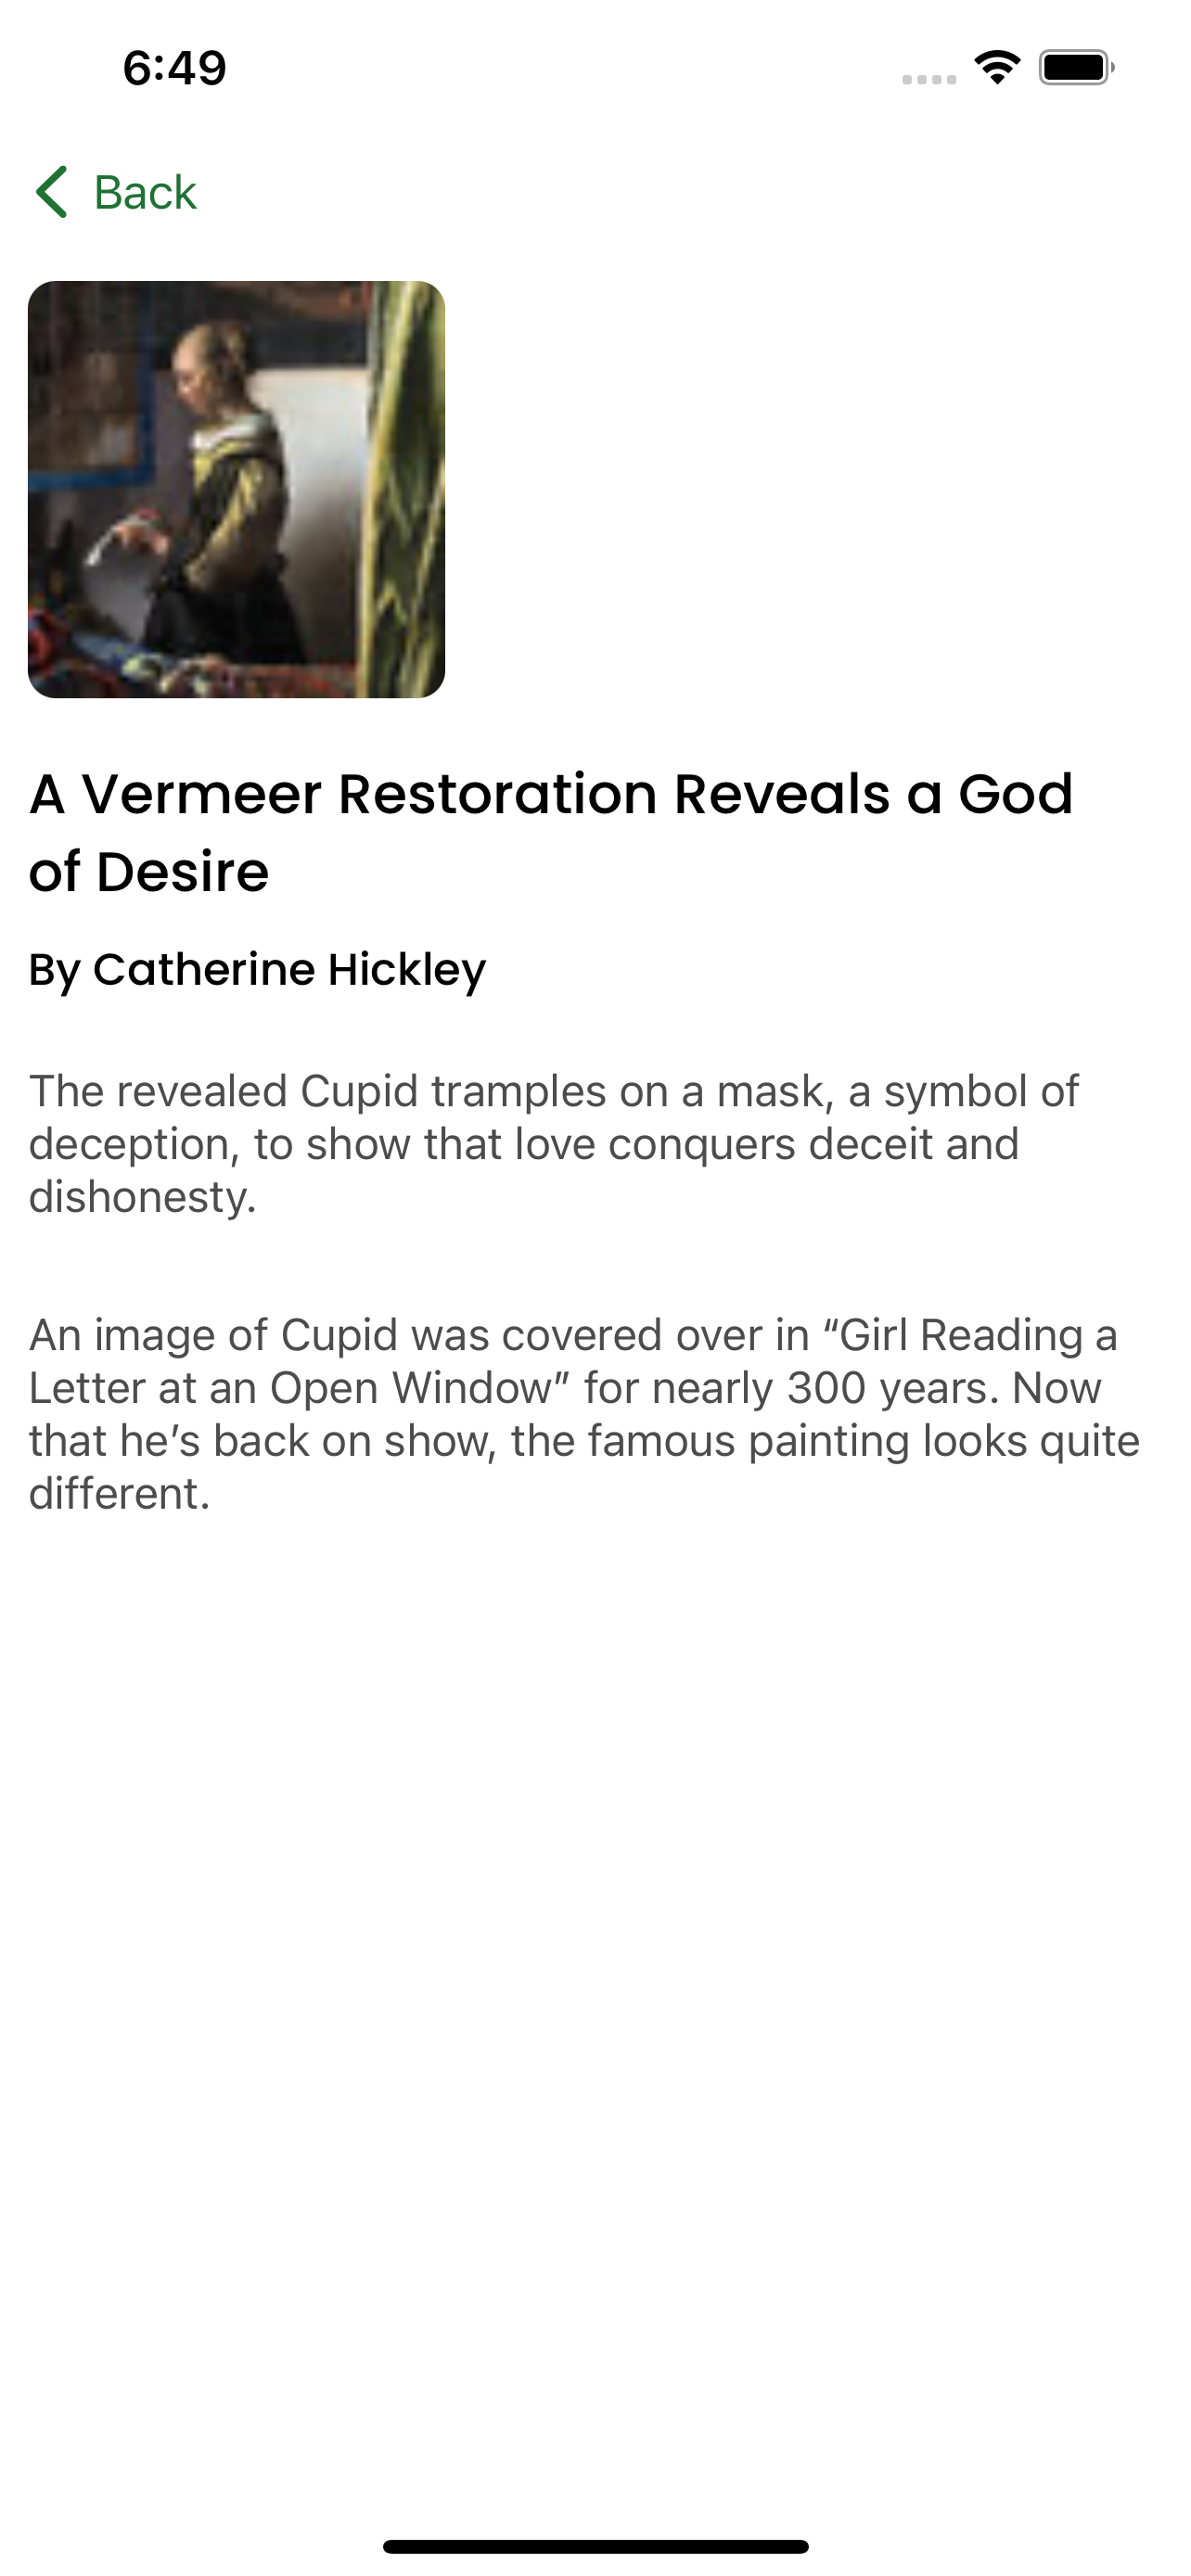 6:49
Back
A Vermeer Restoration Reveals a God
of Desire
By Catherine Hickley
The revealed Cupid tramples on a mask, a symbol of
deception, to show that love conquers deceit and
dishonesty.
An image of Cupid was covered over in “Girl Reading a
Letter at an Open Window” for nearly 300 years. Now
that he’s back on show, the famous painting looks quite
different.